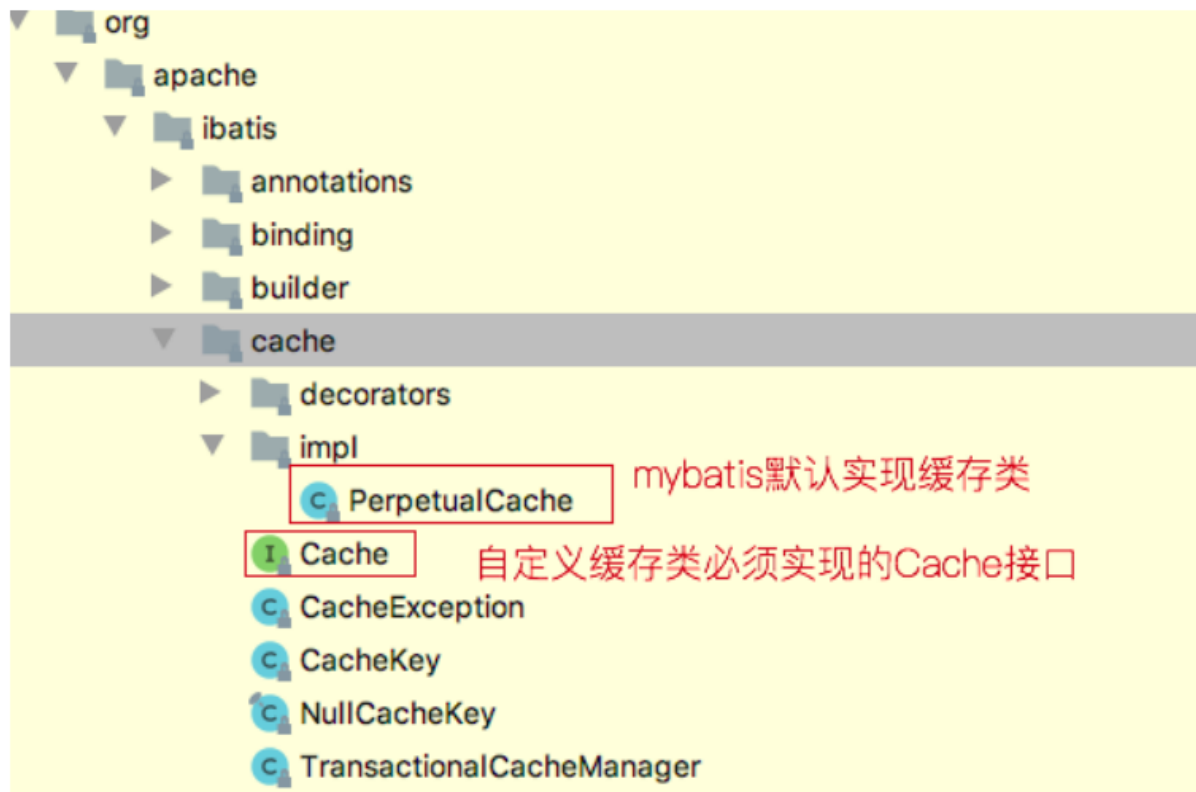 org
apache
ibatis
annotations
binding
builder
cache
decorators
impl
C PerpetualCache mybatis默认实现缓存类
I Cache 自定义缓存类必须实现的Cache接口
C CacheException
C CacheKey
C NullCacheKey
C TransactionalCacheManager